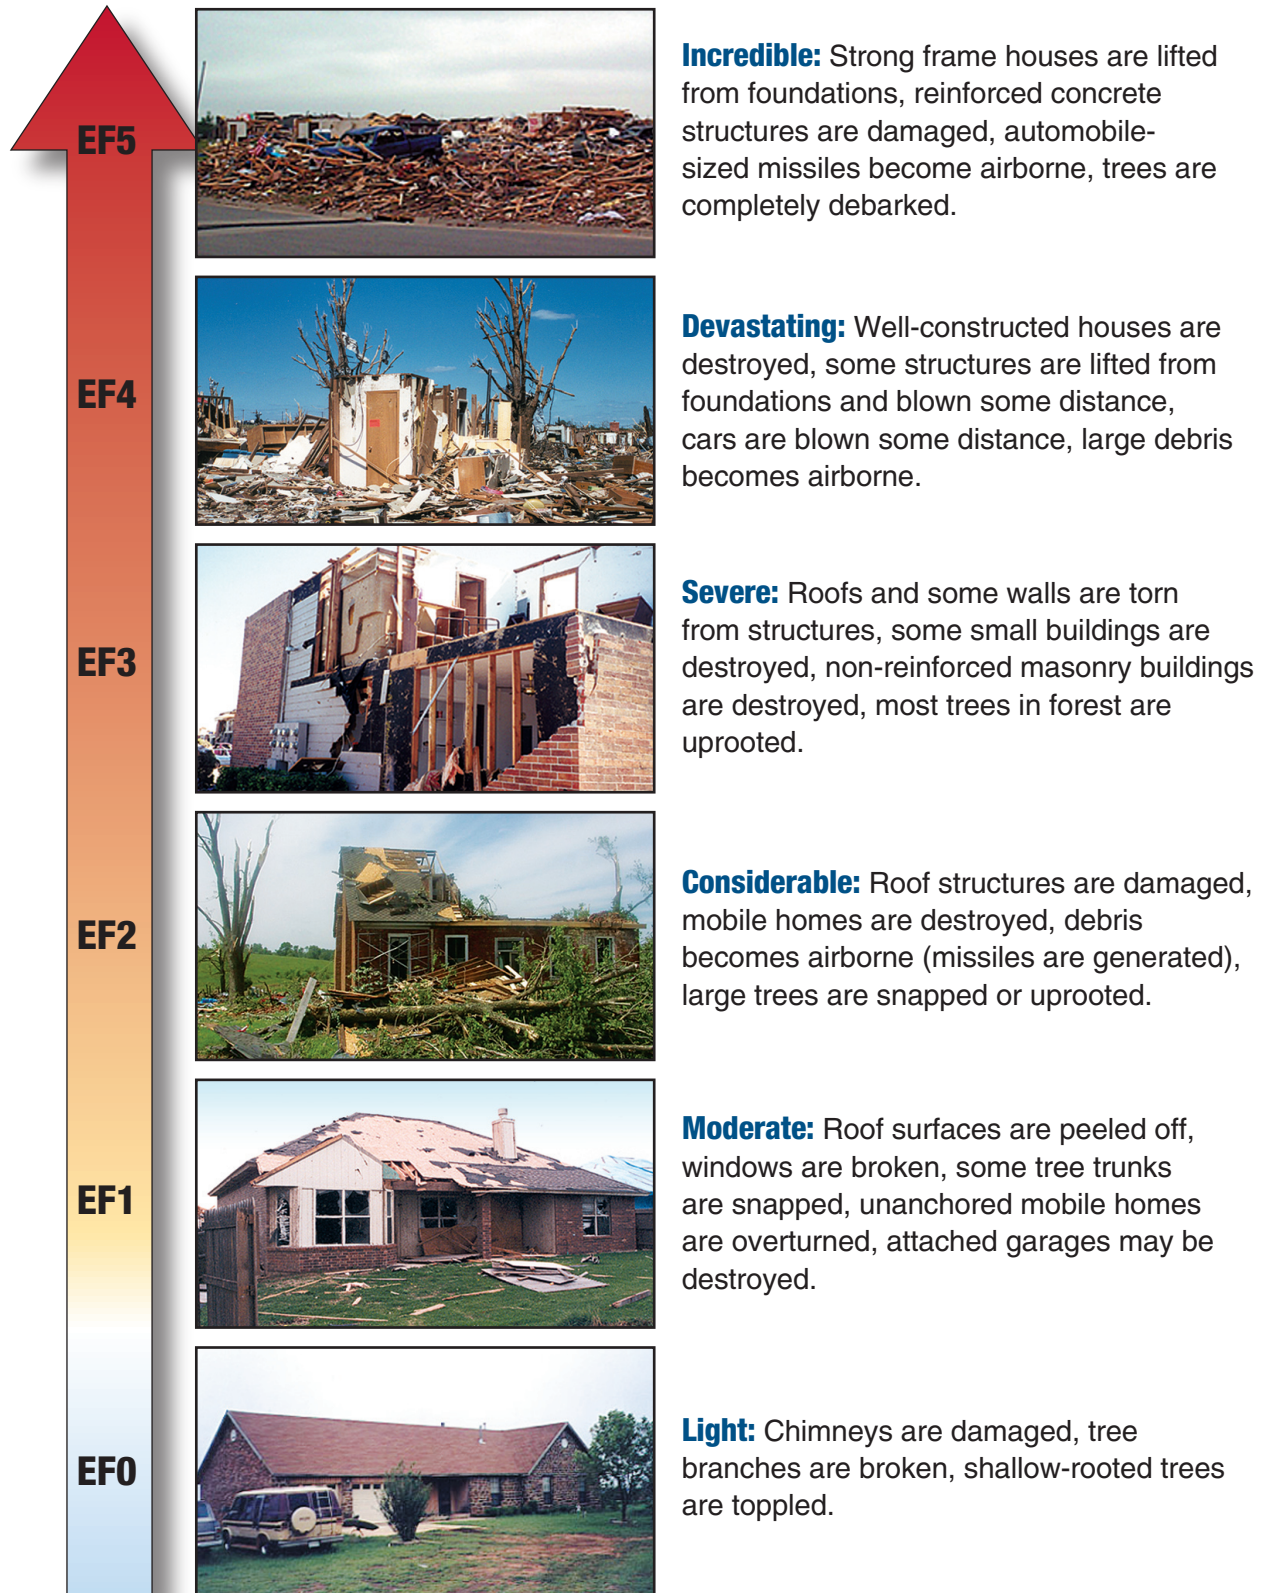 EF5
Incredible: Strong frame houses are lifted
from foundations, reinforced concrete
structures are damaged, automobile-
sized missiles become airborne, trees are
completely debarked.
EF4
Devastating: Well-constructed houses are
destroyed, some structures are lifted from
foundations and blown some distance,
cars are blown some distance, large debris
becomes airborne.
EF3
Severe: Roofs and some walls are torn
from structures, some small buildings are
destroyed, non-reinforced masonry buildings
are destroyed, most trees in forest are
uprooted.
EF2
Considerable: Roof structures are damaged,
mobile homes are destroyed, debris
becomes airborne (missiles are generated),
large trees are snapped or uprooted.
EF1
Moderate: Roof surfaces are peeled off,
windows are broken, some tree trunks
are snapped, unanchored mobile homes
are overturned, attached garages may be
destroyed.
EF0
Light: Chimneys are damaged, tree
branches are broken, shallow-rooted trees
are toppled.